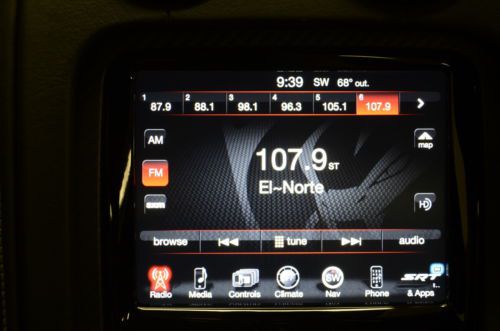 9:39 SW 68° out.
1 87.9 2 88.1 3 98.1 4 96.3 5 105.1 6 107.9
AM
map
107.9 ST
FM
El~Norte
HD
browse tune audio
SRT
Radio Media Controls Climate Nav Phone & Apps
SW